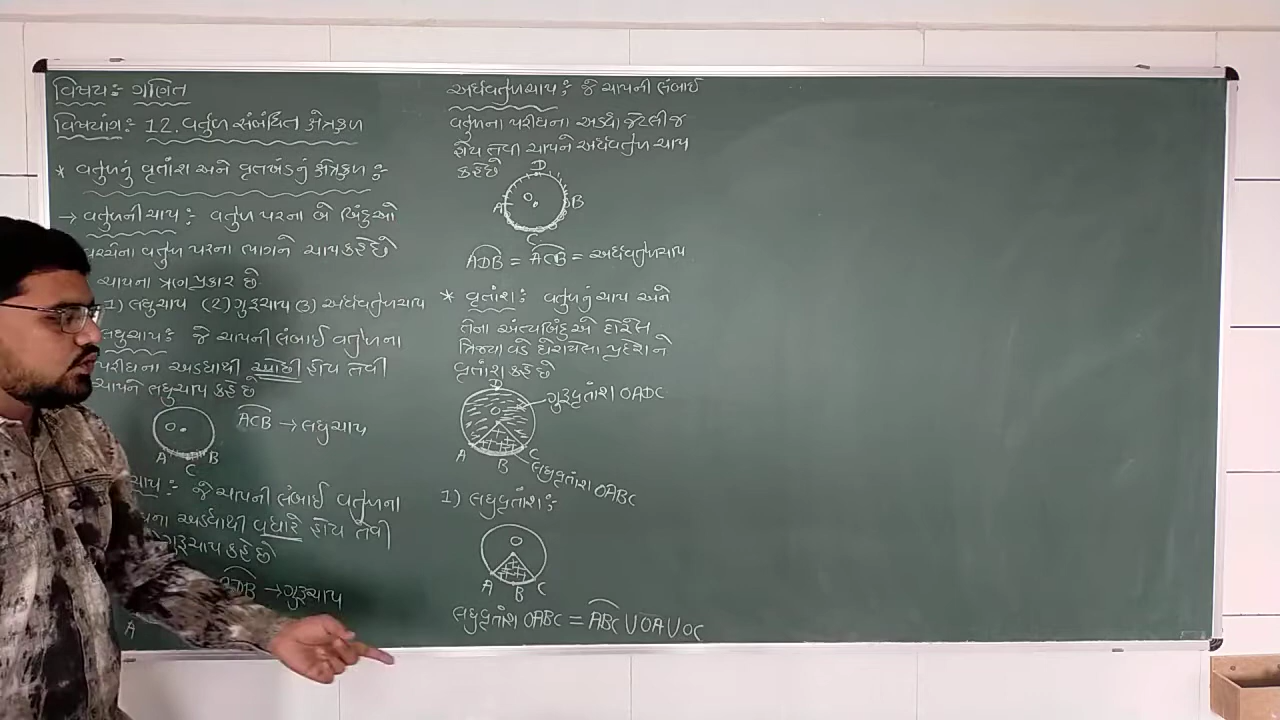 વિષય:- ગણિત
વિષયાંગ:- 12. વર્તુળ સંબંધિત ક્ષેત્રફળ
* વર્તુળનું વૃતાંશ અને વૃતખંડનું ક્ષેત્રફળ :-
→ વર્તુળની ચાપ :- વર્તુળ પરના બે બિંદુઓ
વચ્ચેના વર્તુળ પરના ભાગને ચાપ કહે છે
ચાપના ત્રણ પ્રકાર છે
1) લઘુચાપ (2) ગુરૂચાપ (3) અર્ધવર્તુળચાપ
લઘુચાપ :- જે ચાપની લંબાઈ વર્તુળના
પરીઘના અડધાથી ઓછી હોય તેવી
ચાપને લઘુચાપ કહે છે
O
A C B
ACB → લઘુચાપ
ચાપ :- જે ચાપની લંબાઈ વર્તુળના
અડધાથી વધારે હોય તેવી
ગુરૂચાપ કહે છે
ADB → ગુરૂચાપ
A
અર્ધવર્તુળચાપ :- જે ચાપની લંબાઈ
વર્તુળના પરીઘના અડધા જેટલી જ
હોય તેવી ચાપને અર્ધવર્તુળ ચાપ
કહે છે
D
A O B
C
ADB = ACB = અર્ધવર્તુળચાપ
* વૃતાંશ :- વર્તુળનું ચાપ અને
તેના અંત્યબિંદુએ દોરેલ
ત્રિજ્યા વડે ઘેરાયેલા પ્રદેશને
વૃતાંશ કહે છે
D
O
ગુરૂવૃતાંશ OADC
A B C
લઘુવૃતાંશ OABC
1) લઘુવૃતાંશ :-
O
A B C
લઘુવૃતાંશ OABC = ABC ∪ OA ∪ OC